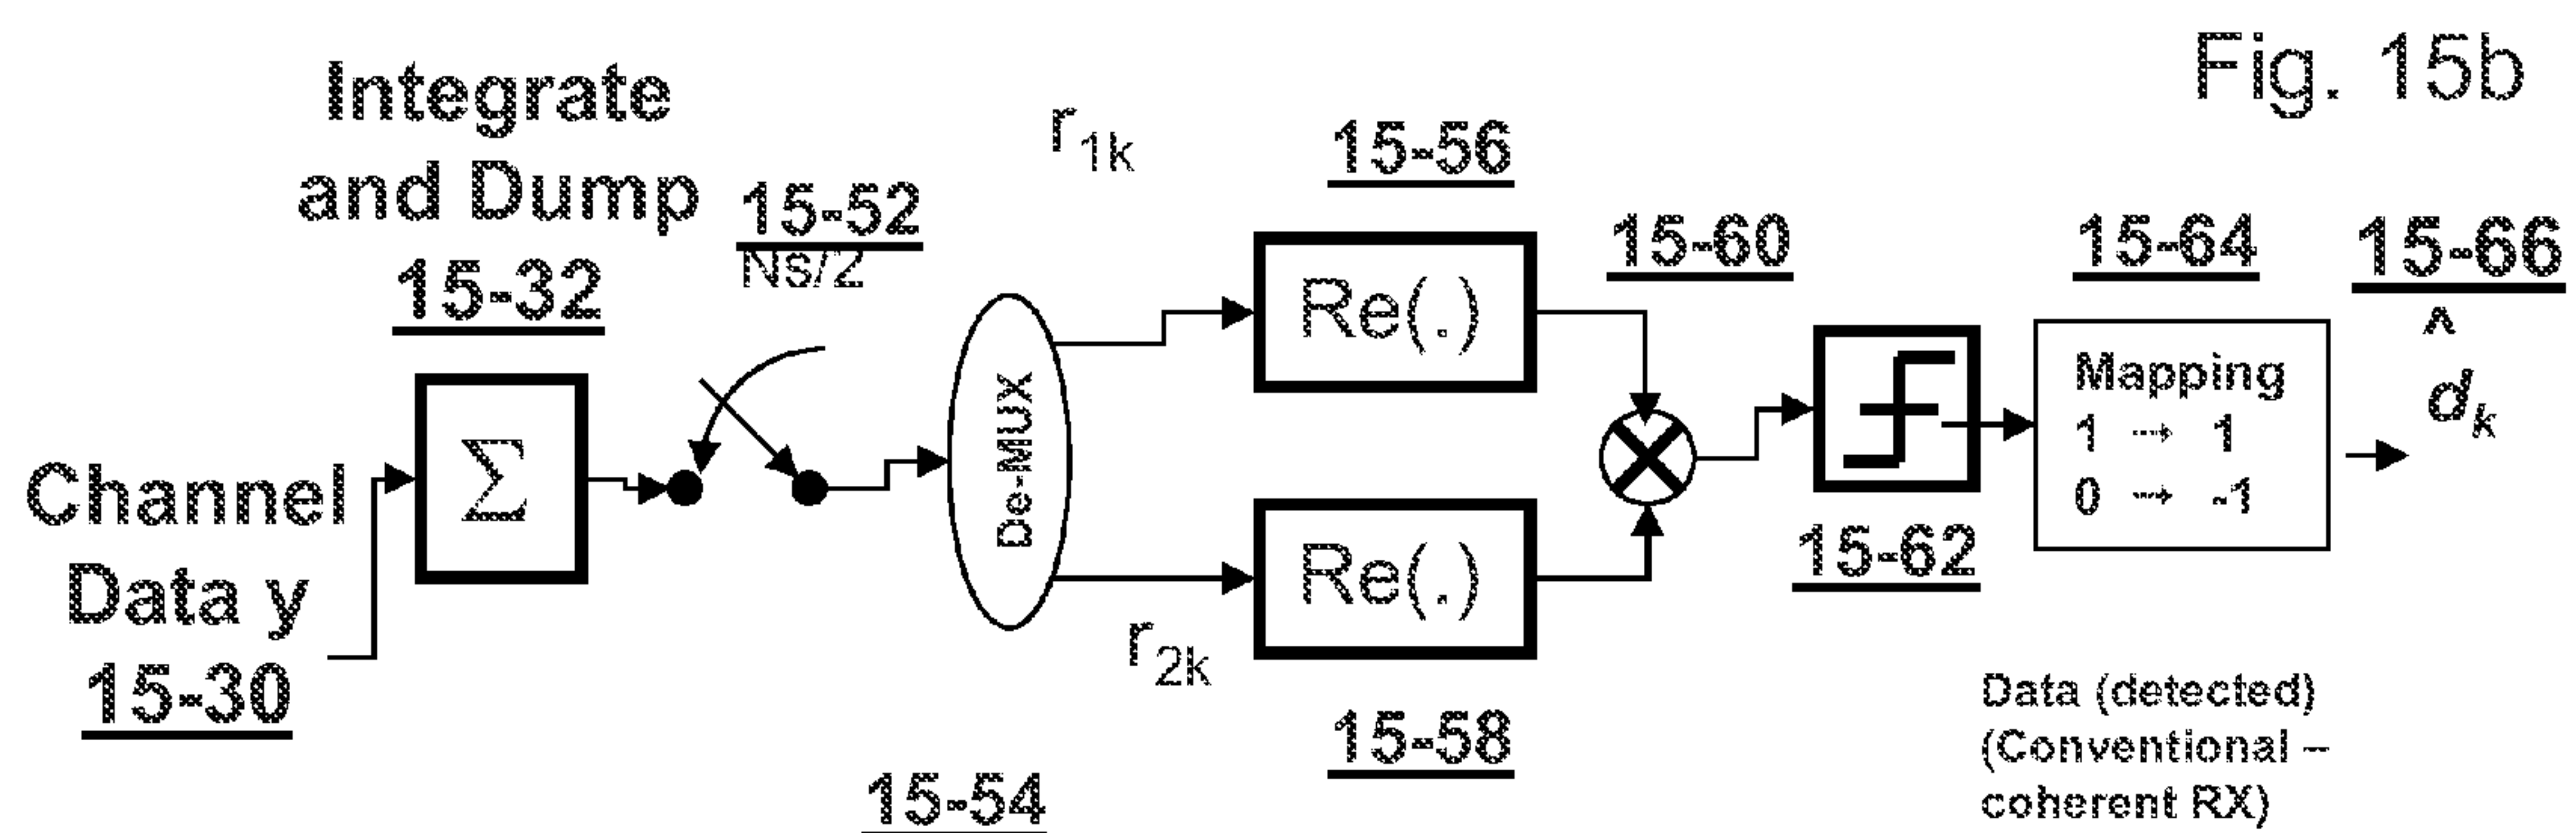 Fig. 15b
Integrate
and Dump
15-32
15-52
Ns/2
r1k
15-56
15-60
15-64
15-66
Σ
De-MUX
Re(.)
Mapping
1 → 1
0 → -1
d̂k
Channel
Data y
15-30
Re(.)
r2k
15-62
15-58
15-54
Data (detected)
(Conventional –
coherent RX)